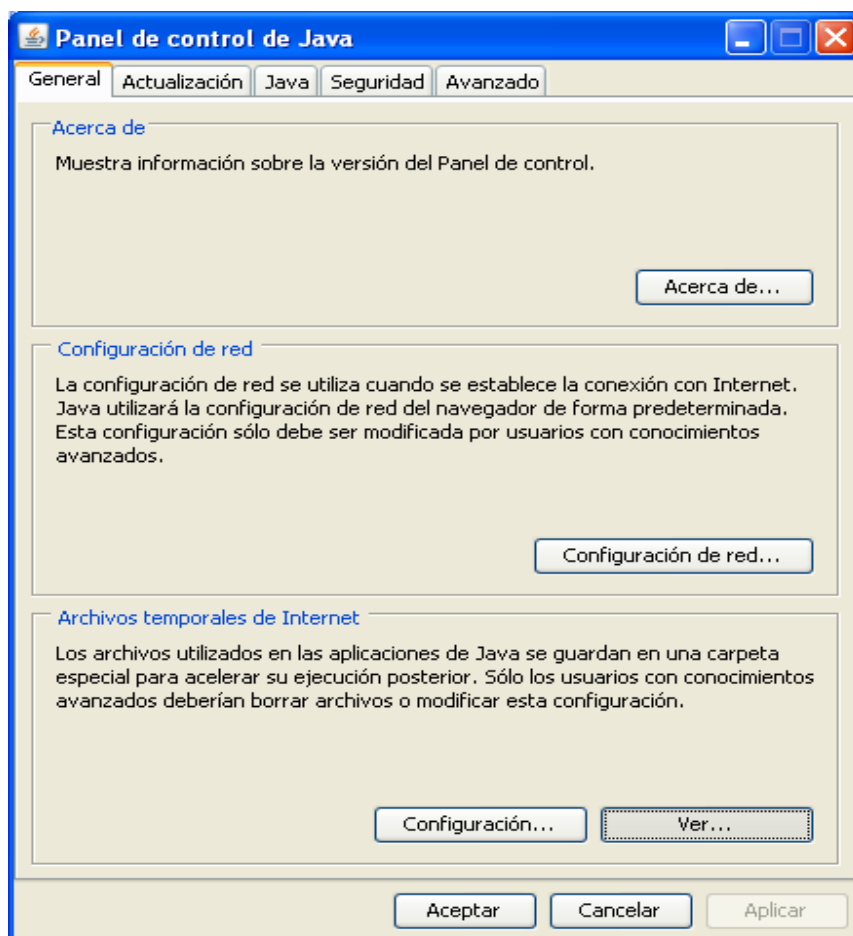 Panel de control de Java
General Actualización Java Seguridad Avanzado
Acerca de
Muestra información sobre la versión del Panel de control.
Acerca de...
Configuración de red
La configuración de red se utiliza cuando se establece la conexión con Internet.
Java utilizará la configuración de red del navegador de forma predeterminada.
Esta configuración sólo debe ser modificada por usuarios con conocimientos
avanzados.
Configuración de red...
Archivos temporales de Internet
Los archivos utilizados en las aplicaciones de Java se guardan en una carpeta
especial para acelerar su ejecución posterior. Sólo los usuarios con conocimientos
avanzados deberían borrar archivos o modificar esta configuración.
Configuración... Ver...
Aceptar Cancelar Aplicar